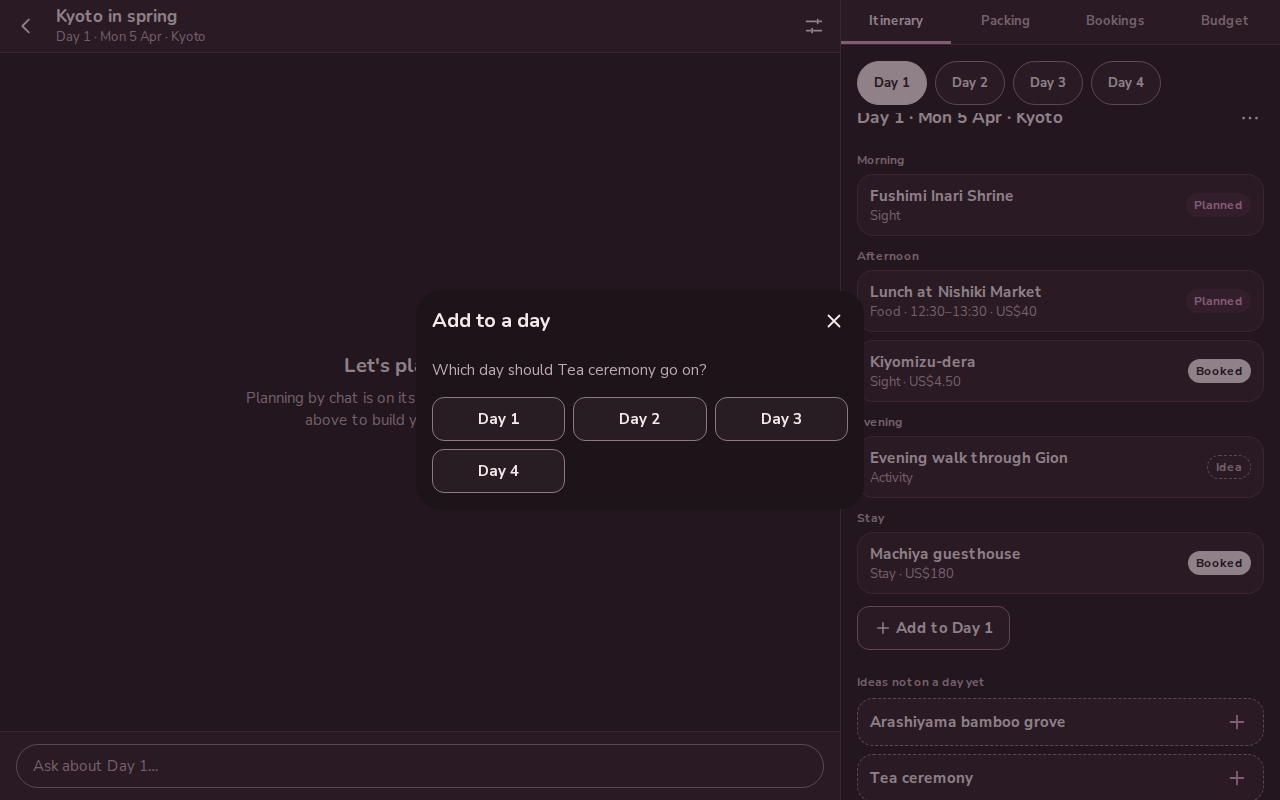 Kyoto in spring
Day 1 · Mon 5 Apr · Kyoto
Itinerary
Packing
Bookings
Budget
Day 1
Day 2
Day 3
Day 4
Day 1 · Mon 5 Apr · Kyoto
Morning
Fushimi Inari Shrine
Sight
Planned
Afternoon
Lunch at Nishiki Market
Food · 12:30–13:30 · US$40
Planned
Kiyomizu-dera
Sight · US$4.50
Booked
vening
Evening walk through Gion
Activity
Idea
Stay
Machiya guesthouse
Stay · US$180
Booked
+ Add to Day 1
Ideas not on a day yet
Arashiyama bamboo grove
Tea ceremony
Let's pl
Planning by chat is on its
above to build y
Add to a day
Which day should Tea ceremony go on?
Day 1
Day 2
Day 3
Day 4
Ask about Day 1...